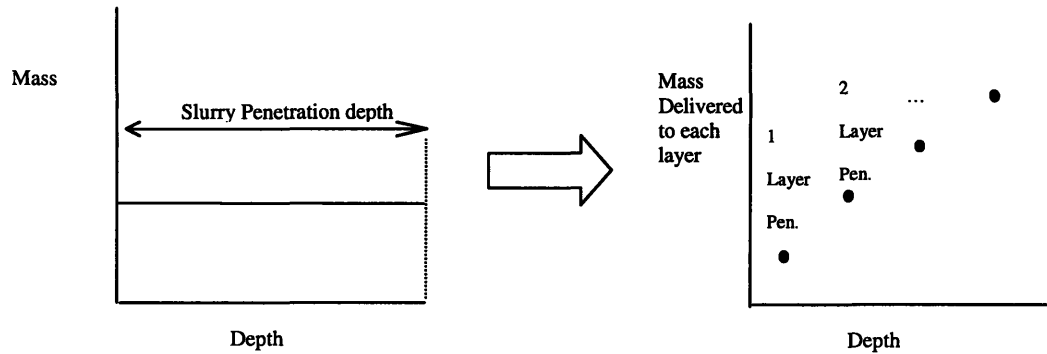 Mass
Slurry Penetration depth
Depth
Mass
Delivered
to each
layer
1
Layer
Pen.
2
Layer
Pen.
...
Depth